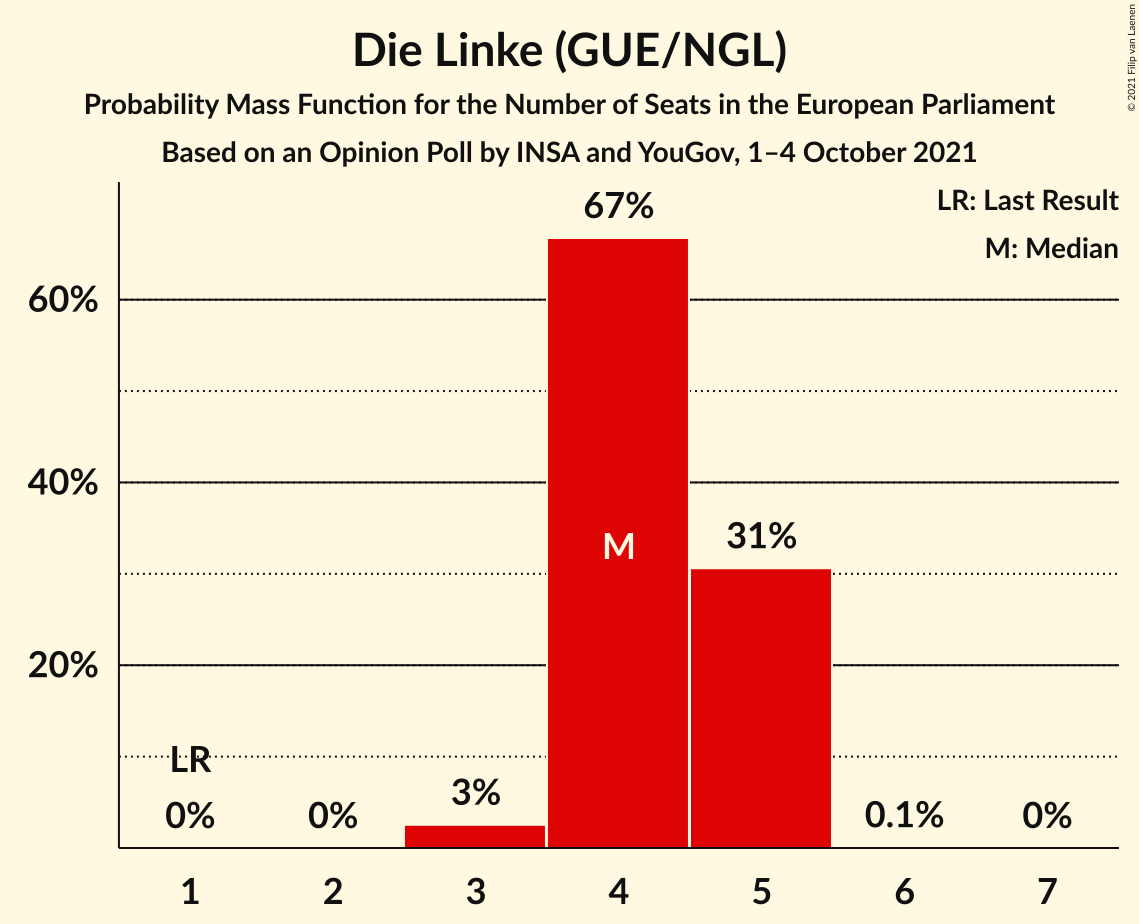 Die Linke (GUE/NGL)
Probability Mass Function for the Number of Seats in the European Parliament
Based on an Opinion Poll by INSA and YouGov, 1–4 October 2021
© 2021 Filip van Laenen
LR: Last Result
M: Median
67%
60%
40%
31%
M
20%
LR
3%
0%
0%
0.1%
0%
1
2
3
4
5
6
7